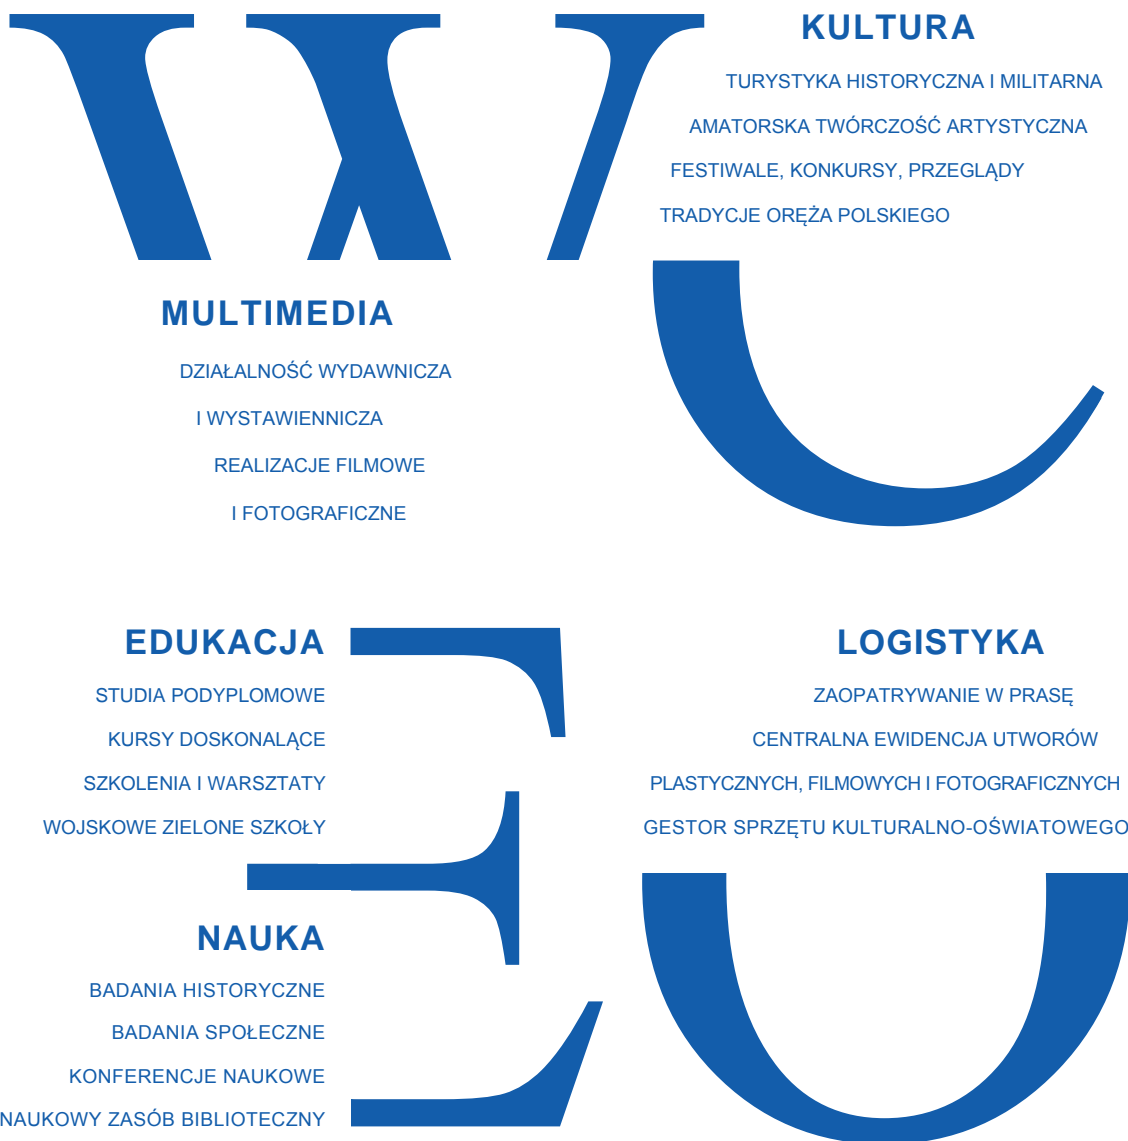 KULTURA
TURYSTYKA HISTORYCZNA I MILITARNA
AMATORSKA TWÓRCZOŚĆ ARTYSTYCZNA
FESTIWALE, KONKURSY, PRZEGLĄDY
TRADYCJE ORĘŻA POLSKIEGO
MULTIMEDIA
DZIAŁALNOŚĆ WYDAWNICZA
I WYSTAWIENNICZA
REALIZACJE FILMOWE
I FOTOGRAFICZNE
EDUKACJA
STUDIA PODYPLOMOWE
KURSY DOSKONALĄCE
SZKOLENIA I WARSZTATY
WOJSKOWE ZIELONE SZKOŁY
LOGISTYKA
ZAOPATRYWANIE W PRASĘ
CENTRALNA EWIDENCJA UTWORÓW
PLASTYCZNYCH, FILMOWYCH I FOTOGRAFICZNYCH
GESTOR SPRZĘTU KULTURALNO-OŚWIATOWEGO
NAUKA
BADANIA HISTORYCZNE
BADANIA SPOŁECZNE
KONFERENCJE NAUKOWE
NAUKOWY ZASÓB BIBLIOTECZNY